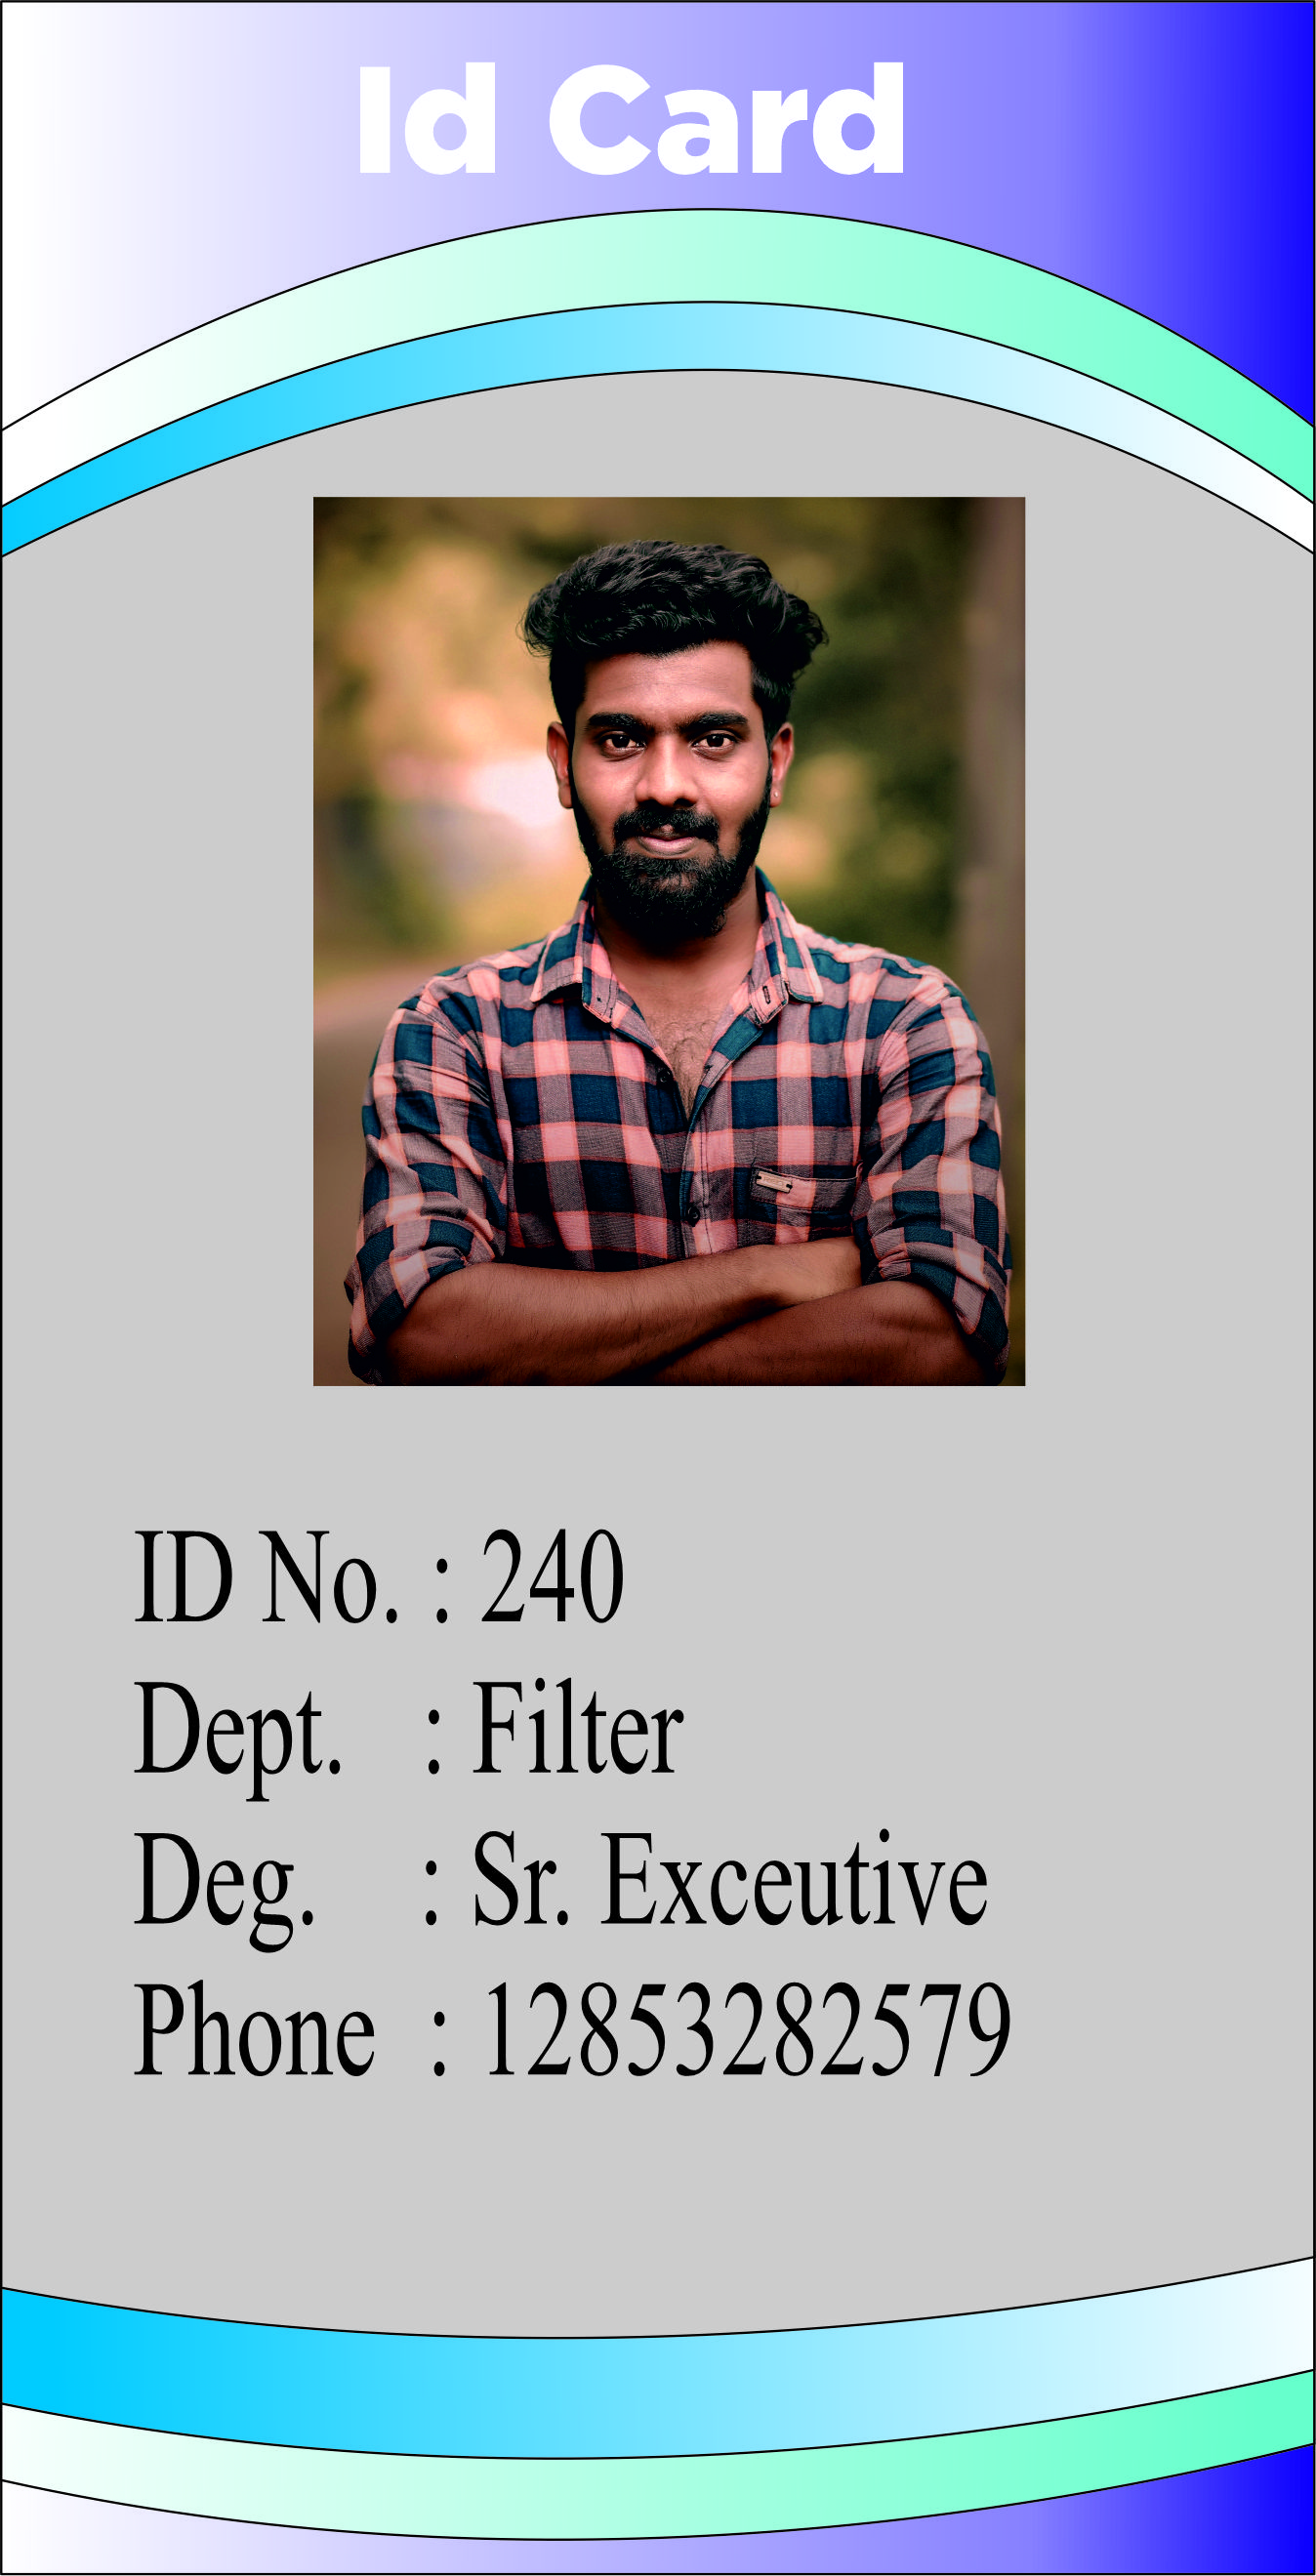 Id Card
ID No. : 240
Dept. : Filter
Deg. : Sr. Exceutive
Phone : 12853282579